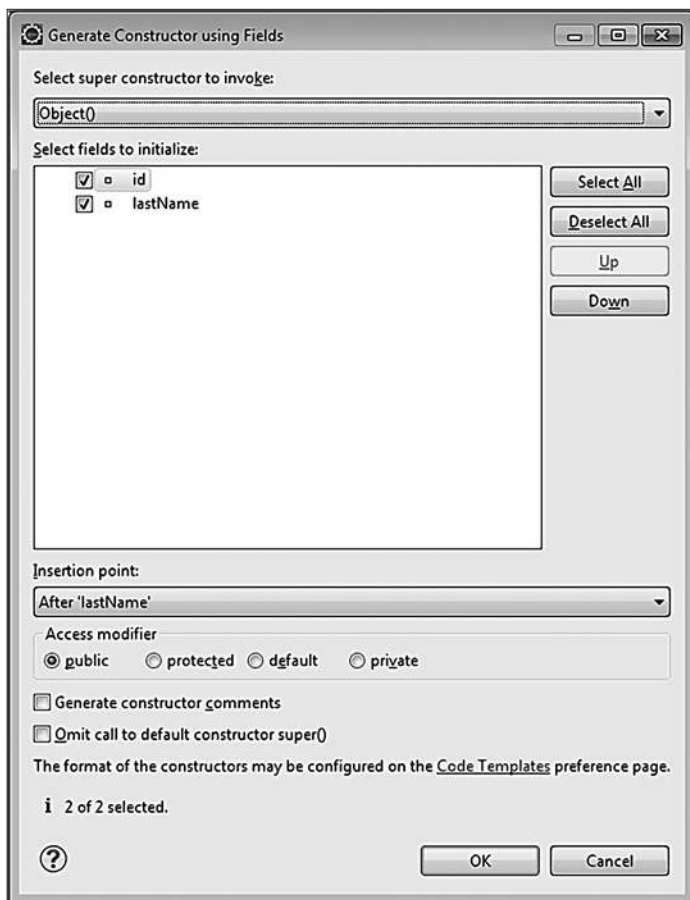 Generate Constructor using Fields
Select super constructor to invoke:
Object()
Select fields to initialize:
id
lastName
Select All
Deselect All
Up
Down
Insertion point:
After 'lastName'
Access modifier
public protected default private
Generate constructor comments
Omit call to default constructor super()
The format of the constructors may be configured on the Code Templates preference page.
i 2 of 2 selected.
?
OK Cancel